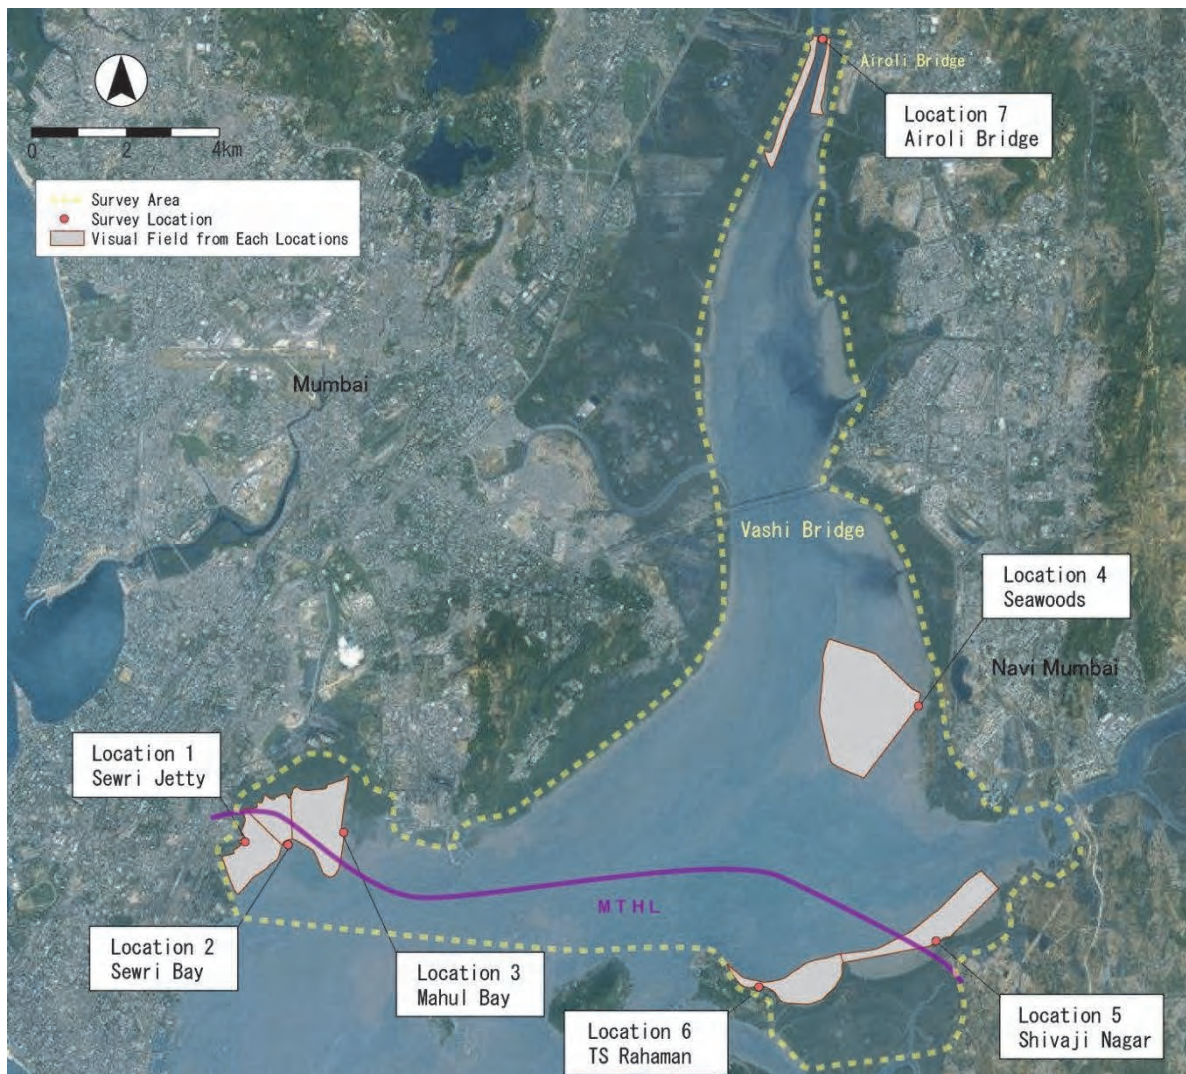 Airoli Bridge
Location 7
Airoli Bridge
0 2 4km
Survey Area
Survey Location
Visual Field from Each Locations
Mumbai
Vashi Bridge
Location 4
Seawoods
Navi Mumbai
Location 1
Sewri Jetty
MTHL
Location 2
Sewri Bay
Location 3
Mahul Bay
Location 6
TS Rahaman
Location 5
Shivaji Nagar